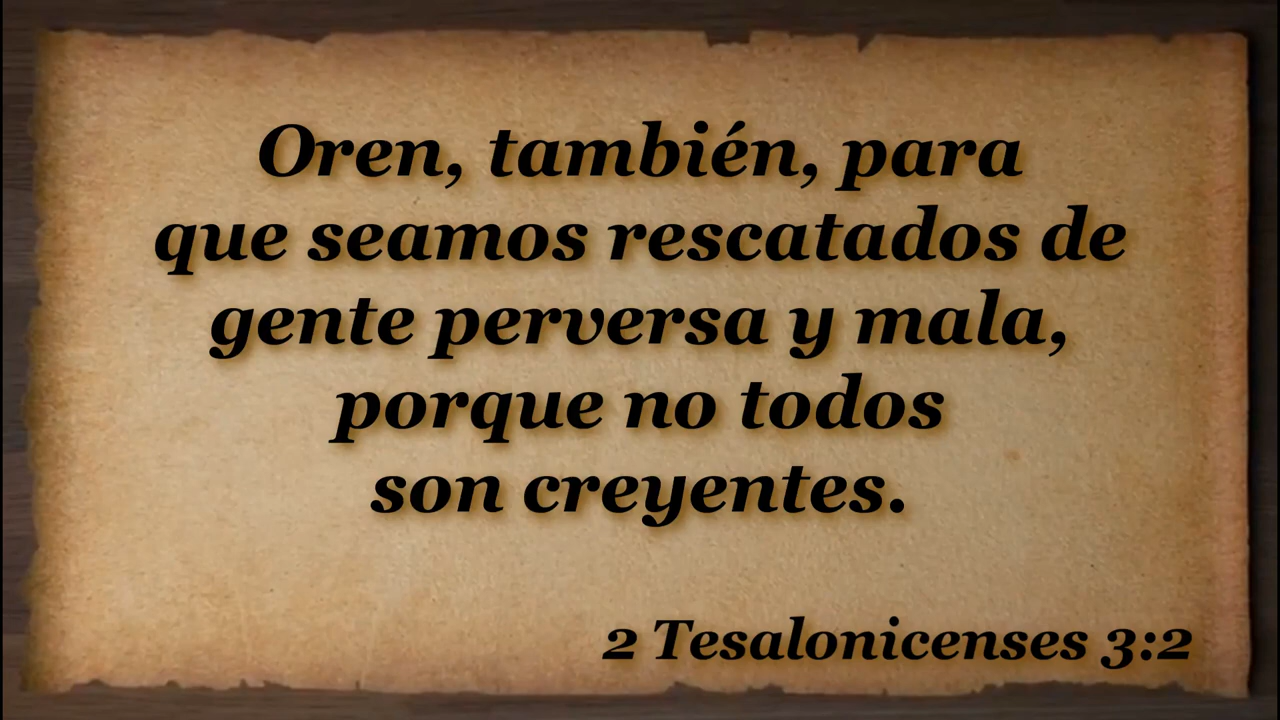 Oren, también, para
que seamos rescatados de
gente perversa y mala,
porque no todos
son creyentes.
2 Tesalonicenses 3:2